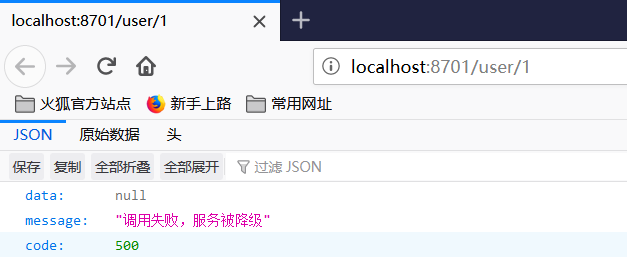 localhost:8701/user/1
localhost:8701/user/1
火狐官方站点 新手上路 常用网址
JSON 原始数据 头
保存 复制 全部折叠 全部展开 过滤 JSON
data: null
message: "调用失败，服务被降级"
code: 500